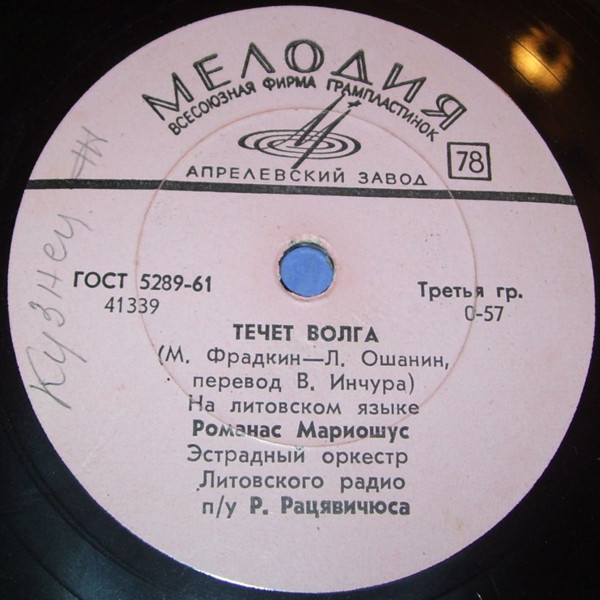 МЕЛОДИЯ
ВСЕСОЮЗНАЯ ФИРМА ГРАМПЛАСТИНОК
78
АПРЕЛЕВСКИЙ ЗАВОД
ГОСТ 5289-61
41339
Третья гр.
0-57
ТЕЧЕТ ВОЛГА
(М. Фрадкин—Л. Ошанин,
перевод В. Инчура)
На литовском языке
Романас Мариошус
Эстрадный оркестр
Литовского радио
п/у Р. Рацявичюса
Кузнец